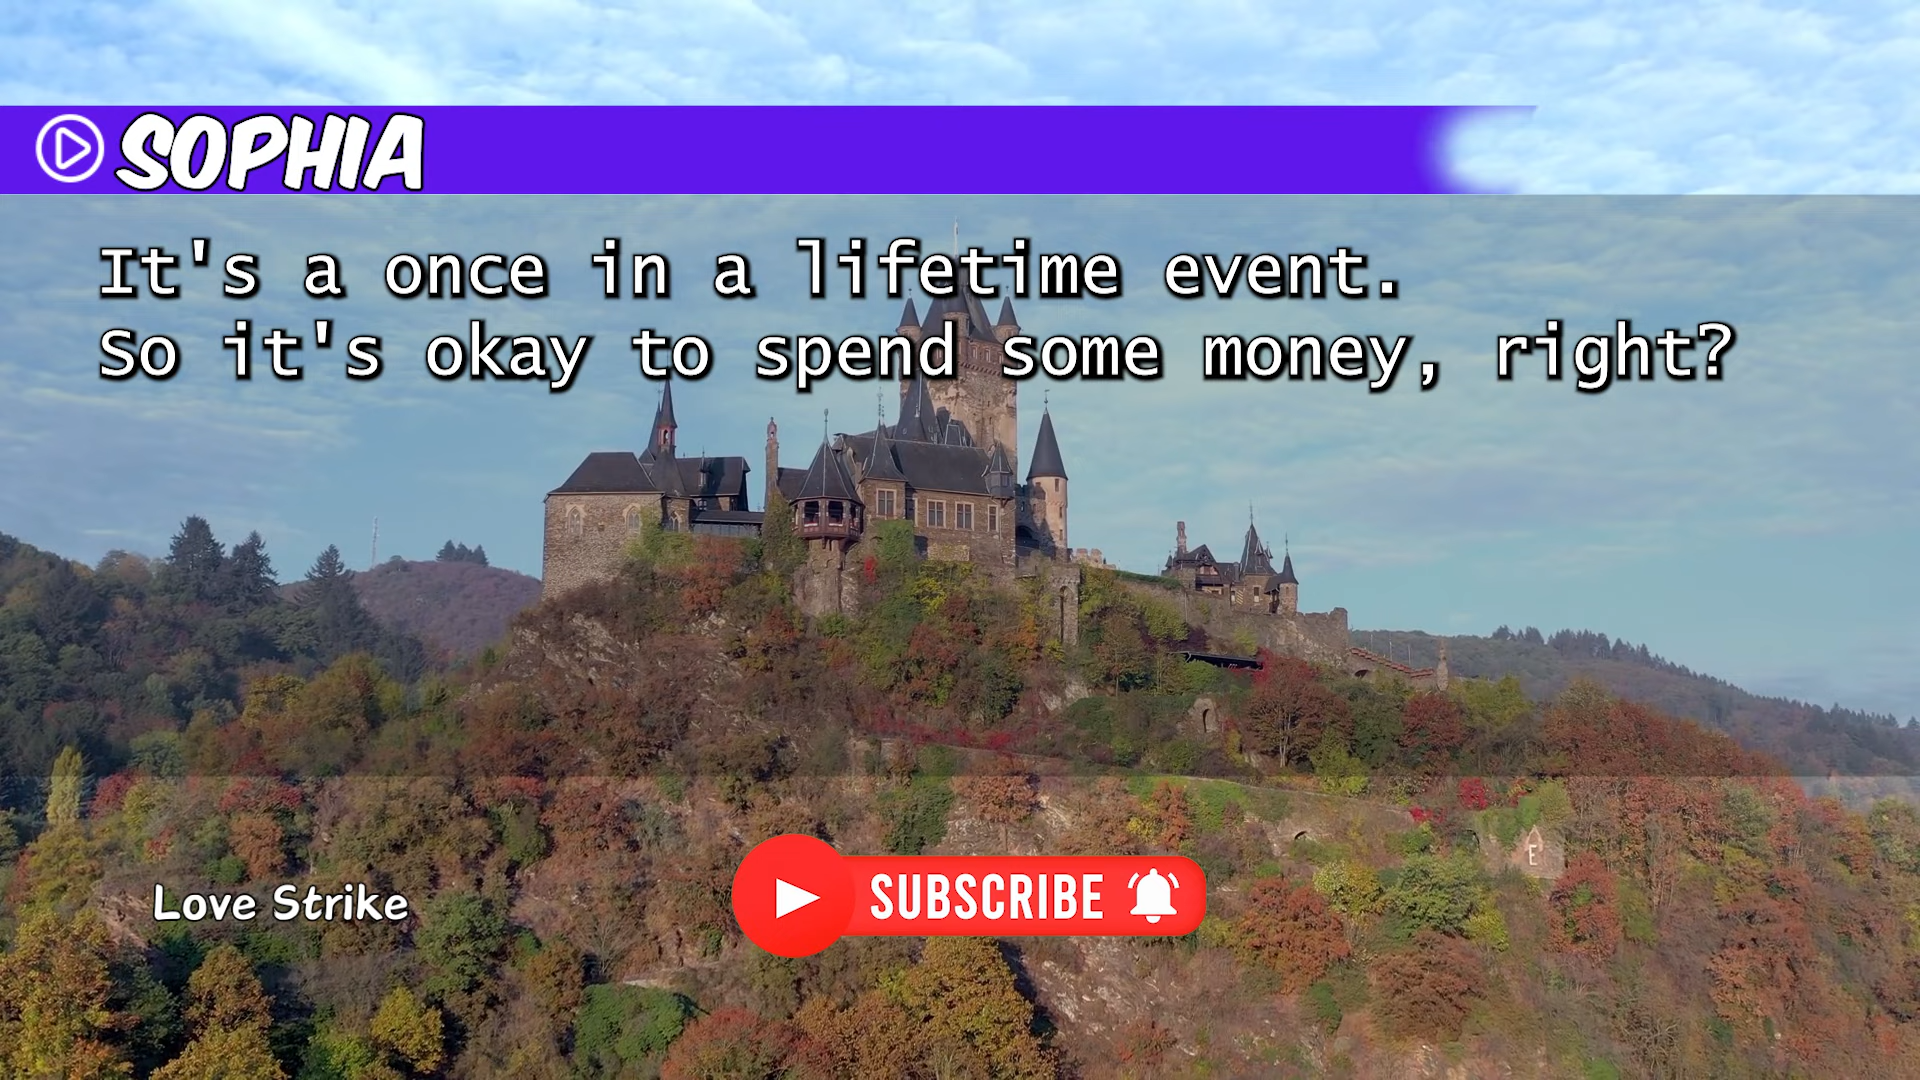 SOPHIA
It's a once in a lifetime event.
So it's okay to spend some money, right?
Love Strike
SUBSCRIBE
E